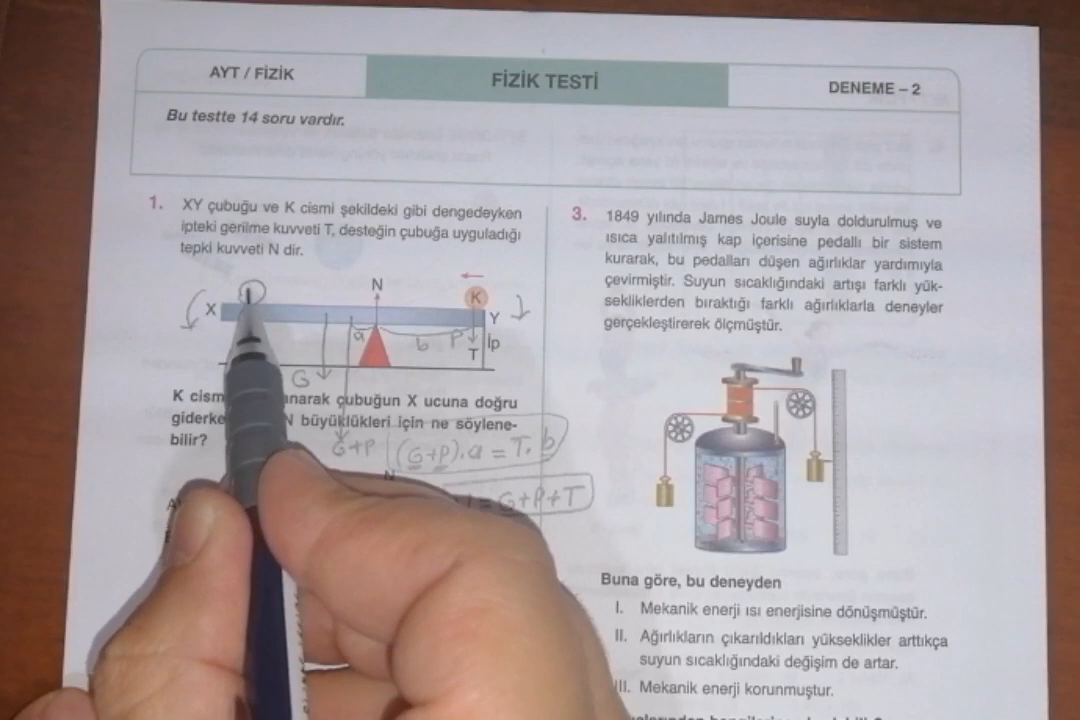 AYT / FİZİK
FİZİK TESTİ
DENEME – 2
Bu testte 14 soru vardır.
1. XY çubuğu ve K cismi şekildeki gibi dengedeyken
ipteki gerilme kuvveti T, desteğin çubuğa uyguladığı
tepki kuvveti N dir.
N
K
X
Y
a
b
P
T
İp
G
K cism
narak çubuğun X ucuna doğru
giderke
N büyüklükleri için ne söylene-
bilir?
G+P
(G+P).a = T.b
N
= G+P+T
3. 1849 yılında James Joule suyla doldurulmuş ve
ısıca yalıtılmış kap içerisine pedallı bir sistem
kurarak, bu pedalları düşen ağırlıklar yardımıyla
çevirmiştir. Suyun sıcaklığındaki artışı farklı yük-
sekliklerden bıraktığı farklı ağırlıklarla deneyler
gerçekleştirerek ölçmüştür.
Buna göre, bu deneyden
I. Mekanik enerji ısı enerjisine dönüşmüştür.
II. Ağırlıkların çıkarıldıkları yükseklikler arttıkça
suyun sıcaklığındaki değişim de artar.
III. Mekanik enerji korunmuştur.